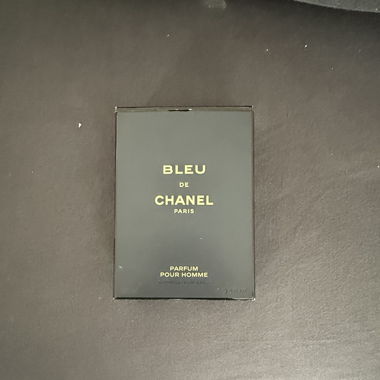 BLEU
DE
CHANEL
PARIS
PARFUM
POUR HOMME